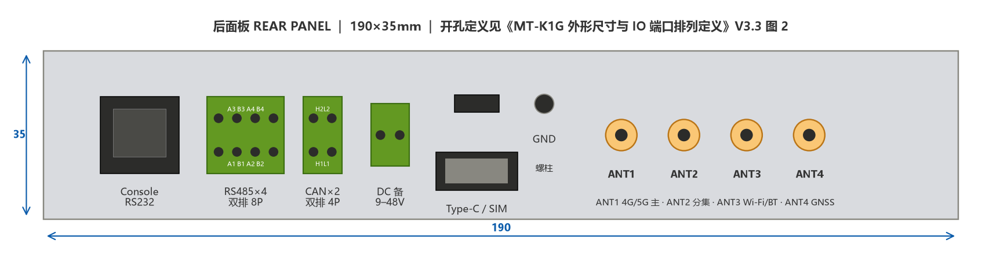 后面板 REAR PANEL ｜ 190×35mm ｜ 开孔定义见《MT-K1G 外形尺寸与 IO 端口排列定义》V3.3 图 2
35
A3 B3 A4 B4
A1 B1 A2 B2
RS485×4
双排 8P
H2L2
H1L1
CAN×2
双排 4P
Console
RS232
DC 备
9–48V
Type-C / SIM
GND
螺柱
ANT1
ANT2
ANT3
ANT4
ANT1 4G/5G 主 · ANT2 分集 · ANT3 Wi-Fi/BT · ANT4 GNSS
190